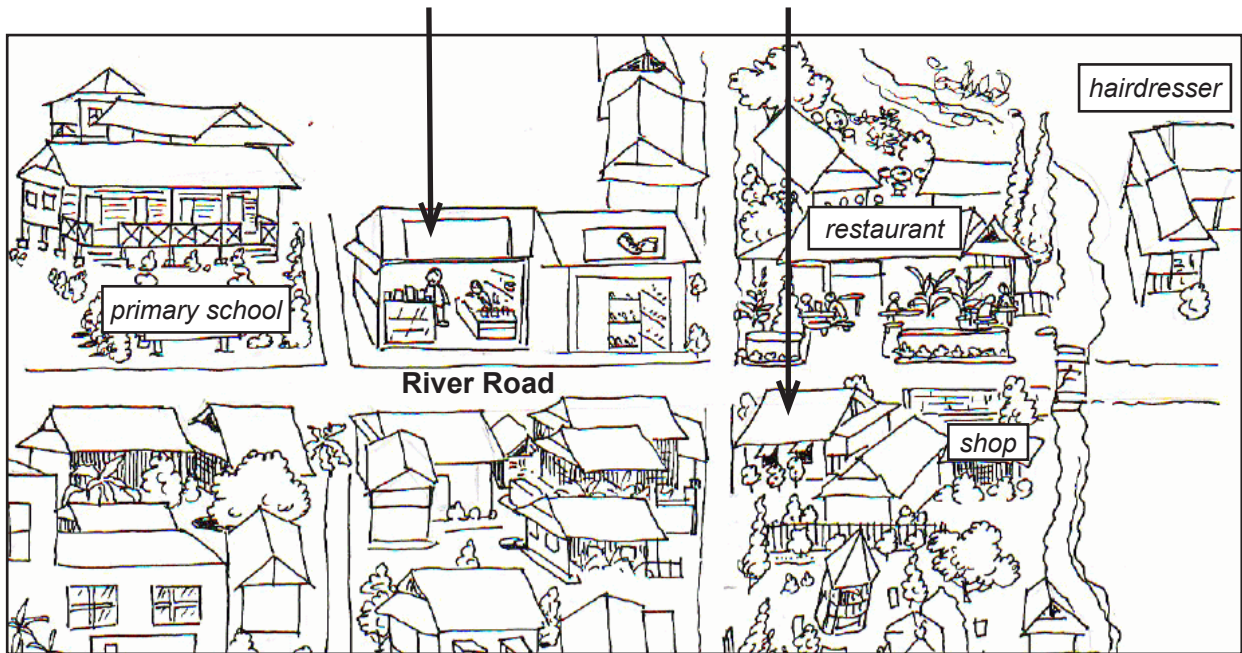 hairdresser
restaurant
primary school
River Road
shop